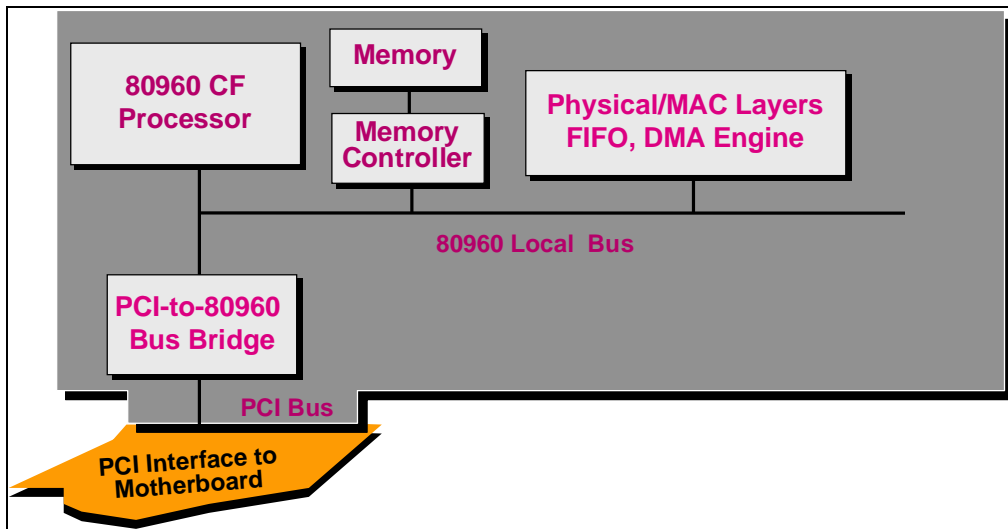 80960 CF
Processor
Memory
Memory
Controller
Physical/MAC Layers
FIFO, DMA Engine
80960 Local Bus
PCI-to-80960
Bus Bridge
PCI Bus
PCI Interface to
Motherboard